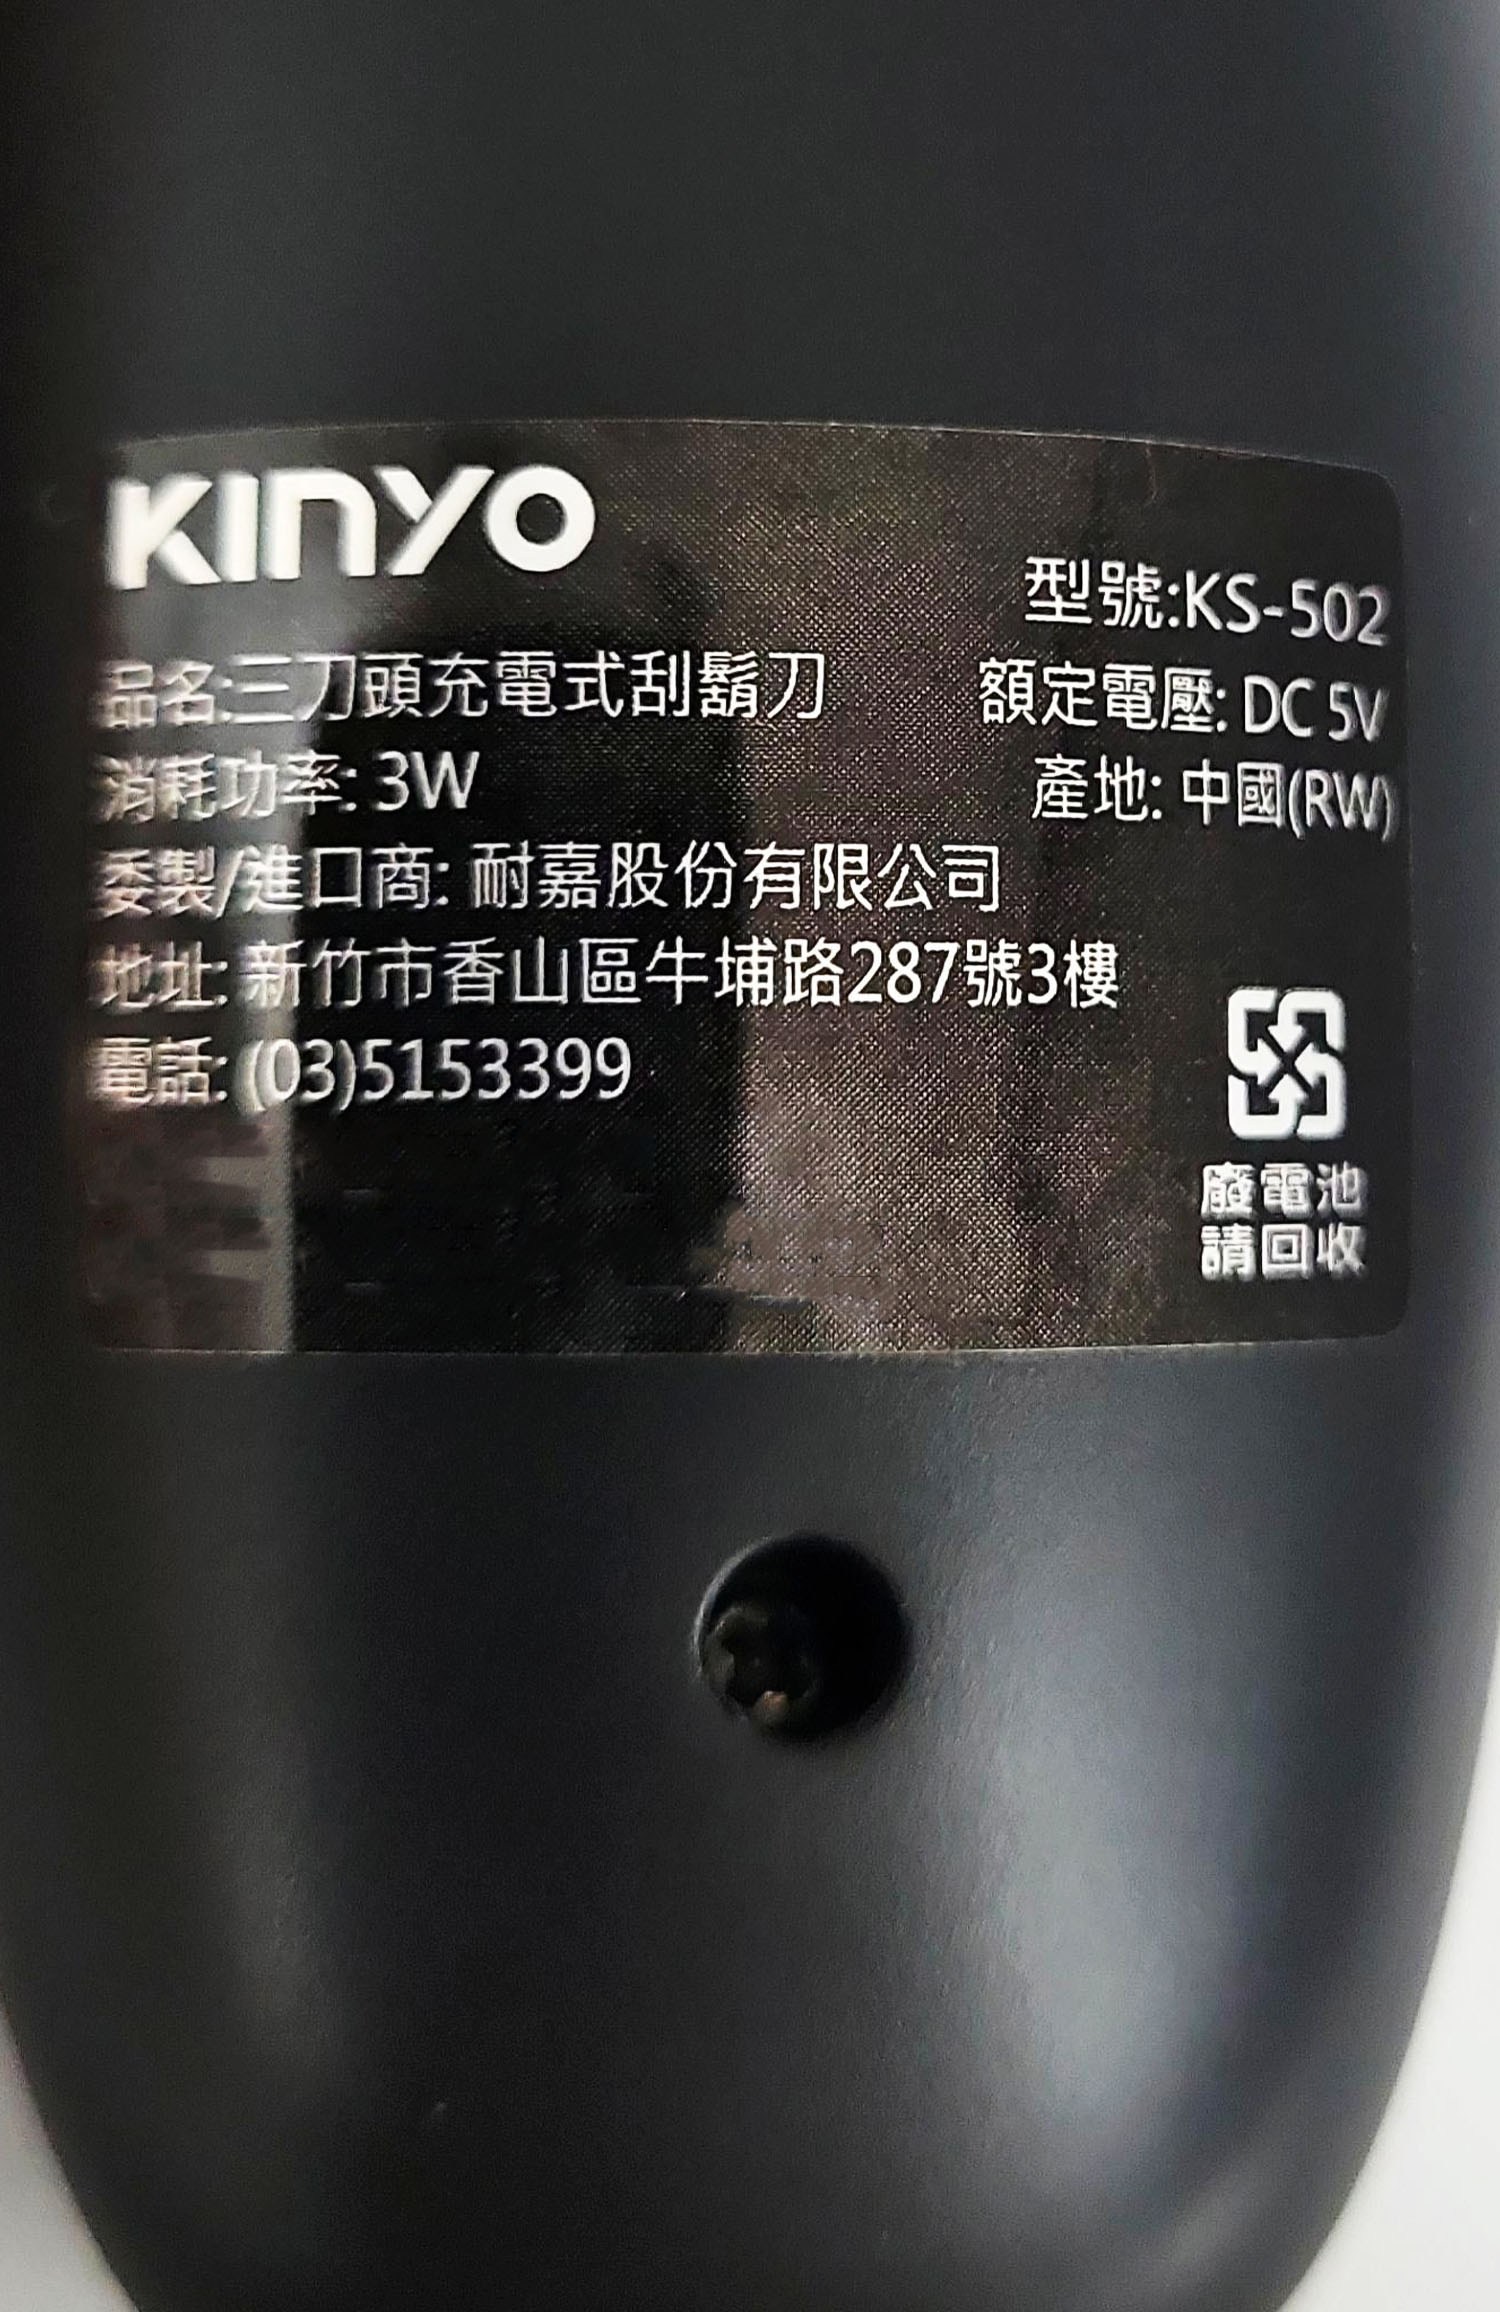 KINYO
型號:KS-502
品名:三刀頭充電式刮鬍刀
額定電壓: DC 5V
消耗功率: 3W
產地: 中國(RW)
委製/進口商: 耐嘉股份有限公司
地址: 新竹市香山區牛埔路287號3樓
電話: (03)5153399
廢電池
請回收